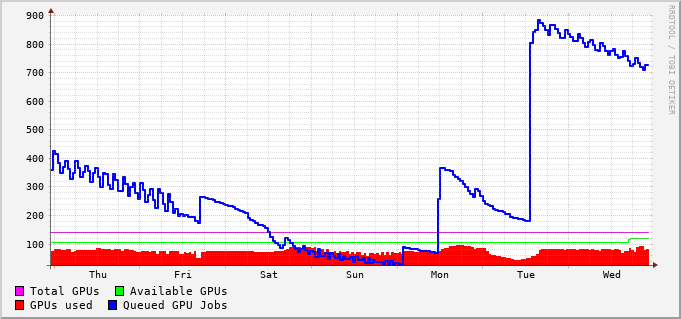 RRDTOOL / TOBI OETIKER
900
800
700
600
500
400
300
200
100
Thu Fri Sat Sun Mon Tue Wed
Total GPUs Available GPUs
GPUs used Queued GPU Jobs